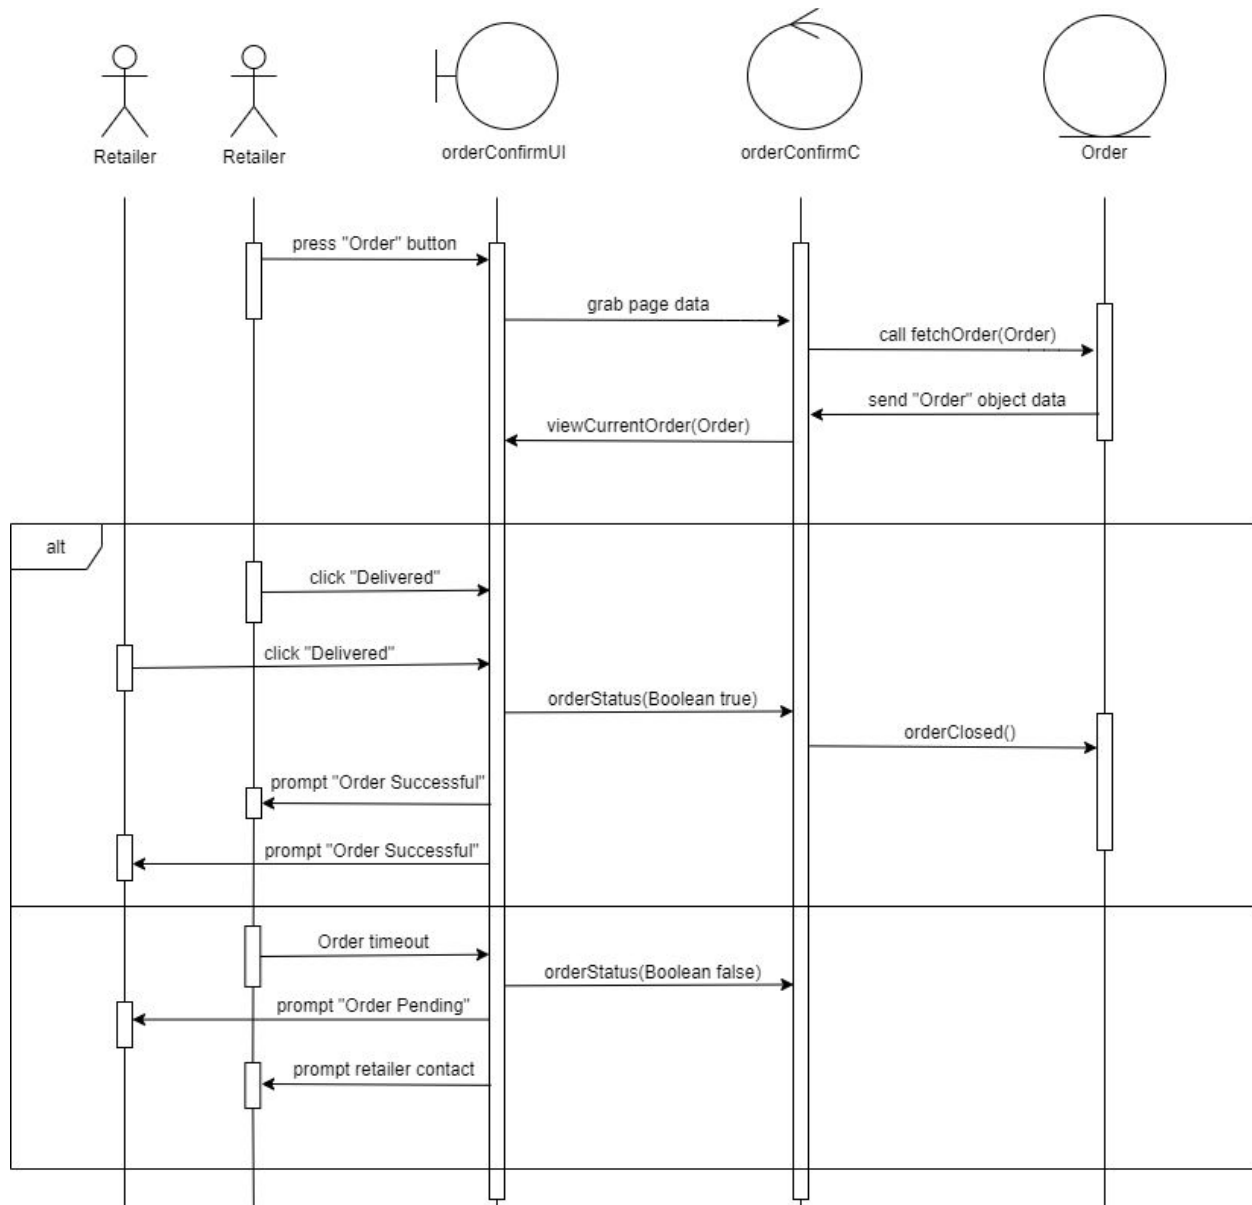 Retailer
Retailer
orderConfirmUI
orderConfirmC
Order
press "Order" button
grab page data
call fetchOrder(Order)
send "Order" object data
viewCurrentOrder(Order)
alt
click "Delivered"
click "Delivered"
orderStatus(Boolean true)
orderClosed()
prompt "Order Successful"
prompt "Order Successful"
Order timeout
orderStatus(Boolean false)
prompt "Order Pending"
prompt retailer contact